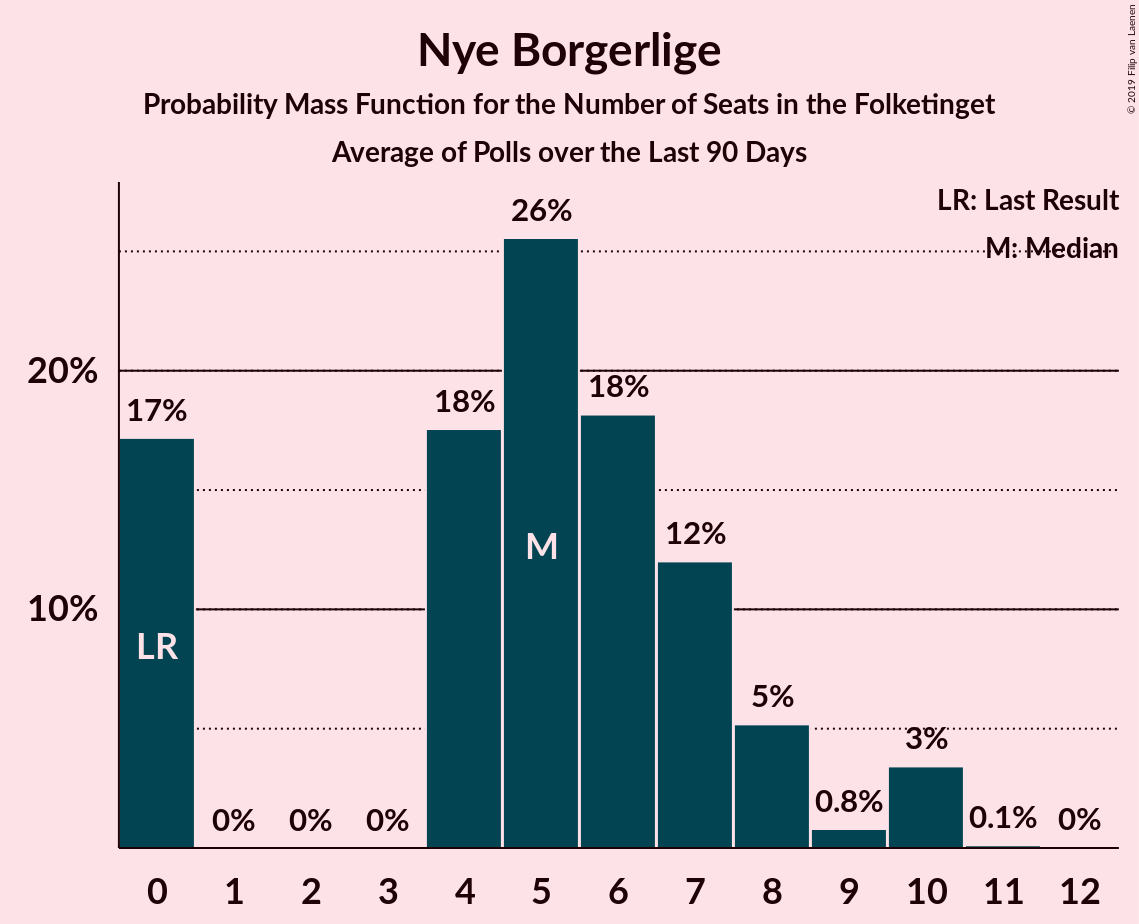 Nye Borgerlige
Probability Mass Function for the Number of Seats in the Folketinget
Average of Polls over the Last 90 Days
© 2019 Filip van Laenen
LR: Last Result
M: Median
26%
20%
17%
18%
18%
12%
10%
5%
3%
0.8%
0%
0%
0%
0.1%
0%
M
LR
0 1 2 3 4 5 6 7 8 9 10 11 12